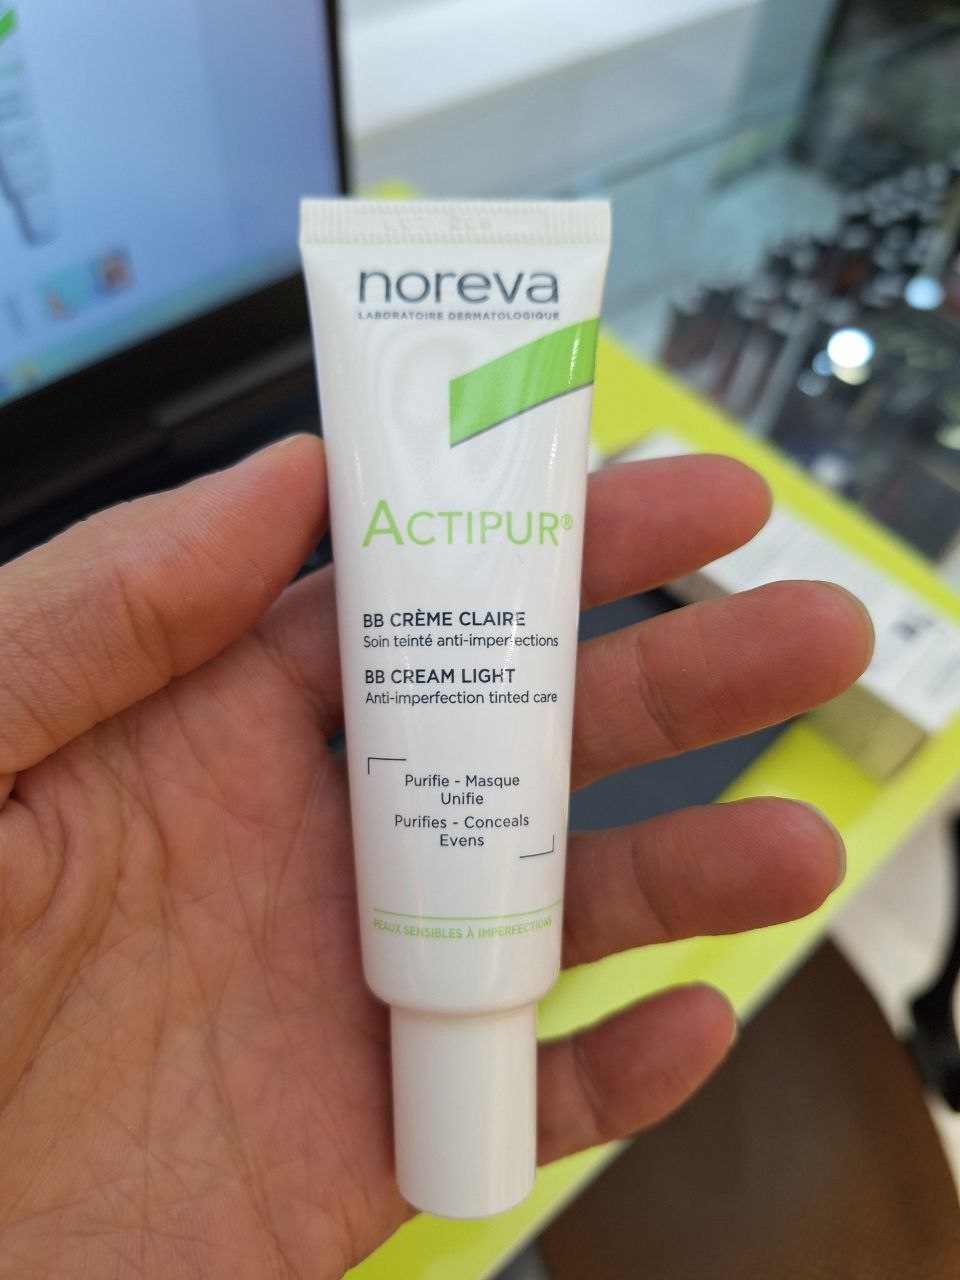 noreva
LABORATOIRE DERMATOLOGIQUE
ACTIPUR®
BB CRÈME CLAIRE
Soin teinté anti-imperfections
BB CREAM LIGHT
Anti-imperfection tinted care
Purifie - Masque
Unifie
Purifies - Conceals
Evens
PEAUX SENSIBLES À IMPERFECTIONS